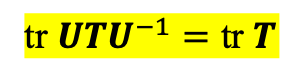 tr UTU⁻¹ = tr T